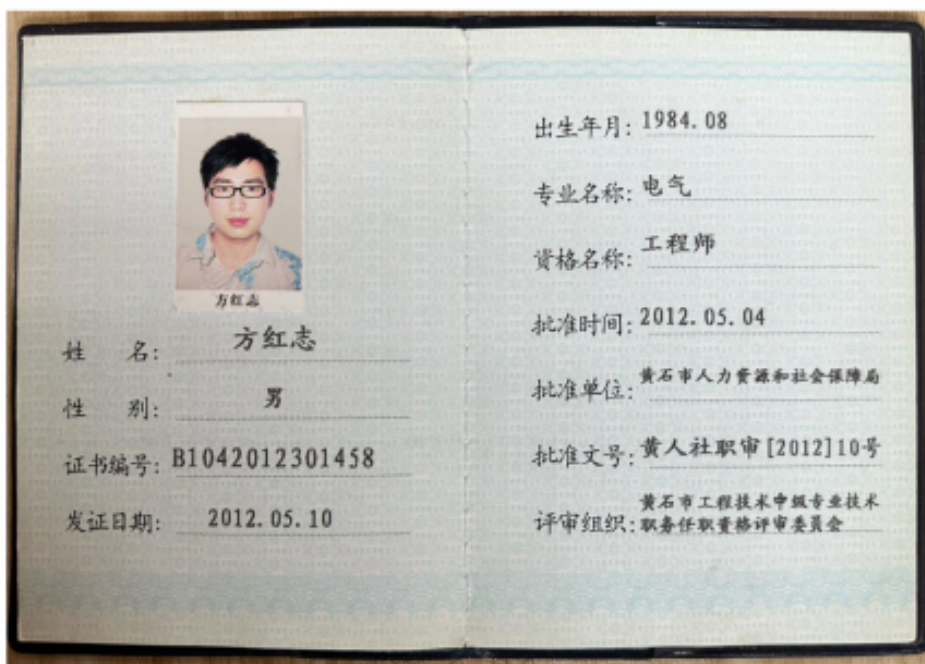 方红志
姓 名: 方红志
性 别: 男
证书编号: B1042012301458
发证日期: 2012.05.10
出生年月: 1984.08
专业名称: 电气
资格名称: 工程师
批准时间: 2012.05.04
批准单位: 黄石市人力资源和社会保障局
批准文号: 黄人社职审[2012]10号
评审组织: 黄石市工程技术中级专业技术
职务任职资格评审委员会